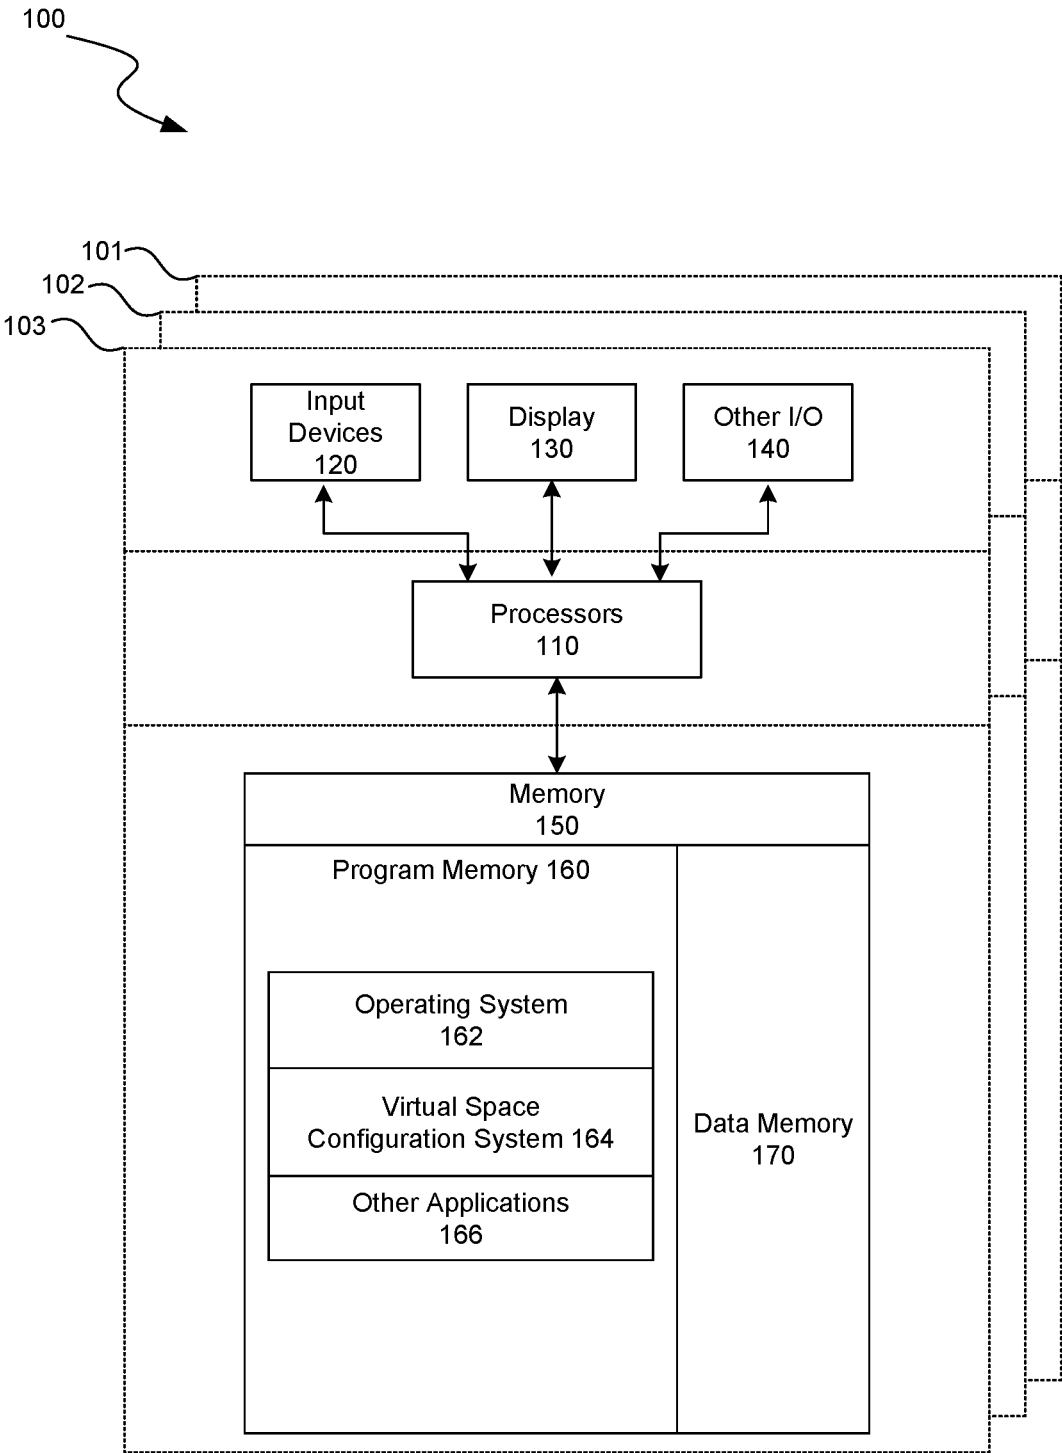 100
101
102
103
Input
Devices
120
Display
130
Other I/O
140
Processors
110
Memory
150
Program Memory 160
Operating System
162
Virtual Space
Configuration System 164
Other Applications
166
Data Memory
170